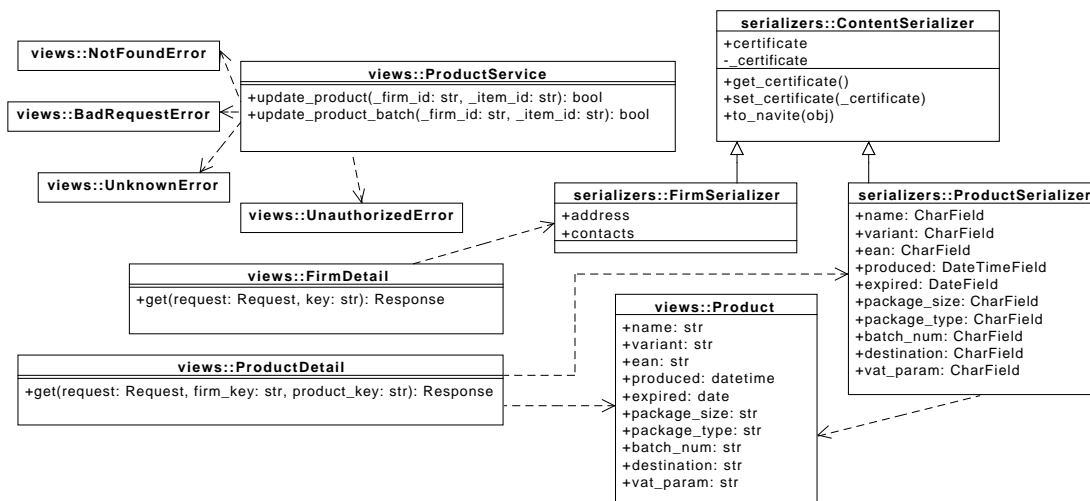 serializers::ContentSerializer
+certificate
-_certificate
+get_certificate()
+set_certificate(_certificate)
+to_navite(obj)
views::NotFoundError
views::ProductService
+update_product(_firm_id: str, _item_id: str): bool
+update_product_batch(_firm_id: str, _item_id: str): bool
views::BadRequestError
views::UnknownError
views::UnauthorizedError
serializers::FirmSerializer
+address
+contacts
serializers::ProductSerializer
+name: CharField
+variant: CharField
+ean: CharField
+produced: DateTimeField
+expired: DateField
+package_size: CharField
+package_type: CharField
+batch_num: CharField
+destination: CharField
+vat_param: CharField
views::FirmDetail
+get(request: Request, key: str): Response
views::Product
+name: str
+variant: str
+ean: str
+produced: datetime
+expired: date
+package_size: str
+package_type: str
+batch_num: str
+destination: str
+vat_param: str
views::ProductDetail
+get(request: Request, firm_key: str, product_key: str): Response